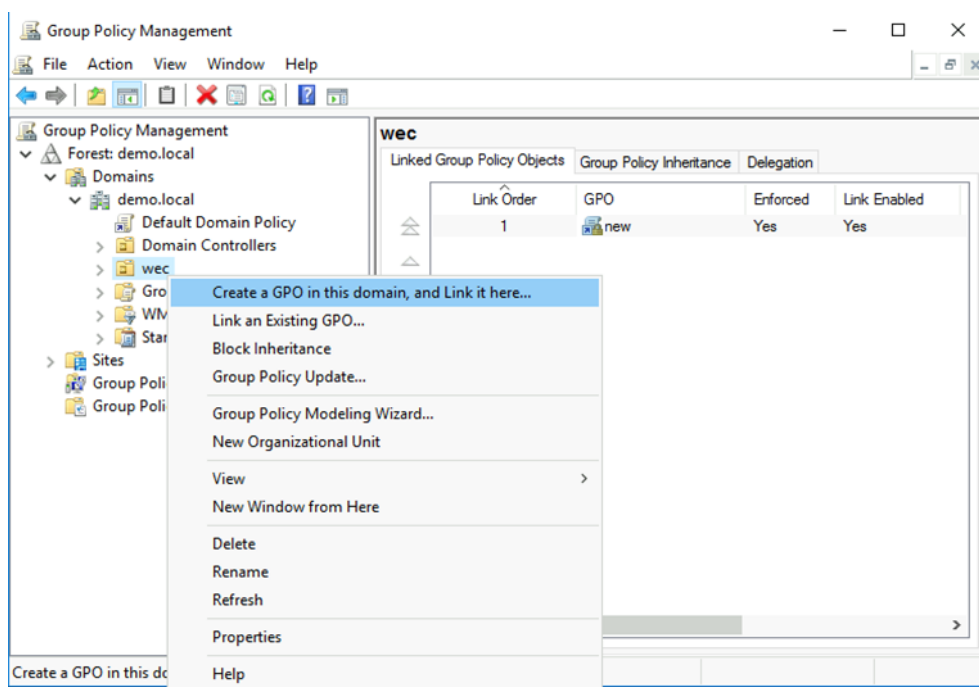 Group Policy Management
File Action View Window Help
Group Policy Management
Forest: demo.local
Domains
demo.local
Default Domain Policy
Domain Controllers
wec
Gro
WM
Star
Sites
Group Poli
Group Poli
wec
Linked Group Policy Objects Group Policy Inheritance Delegation
Link Order GPO Enforced Link Enabled
1 new Yes Yes
Create a GPO in this domain, and Link it here...
Link an Existing GPO...
Block Inheritance
Group Policy Update...
Group Policy Modeling Wizard...
New Organizational Unit
View
New Window from Here
Delete
Rename
Refresh
Properties
Help
Create a GPO in this do